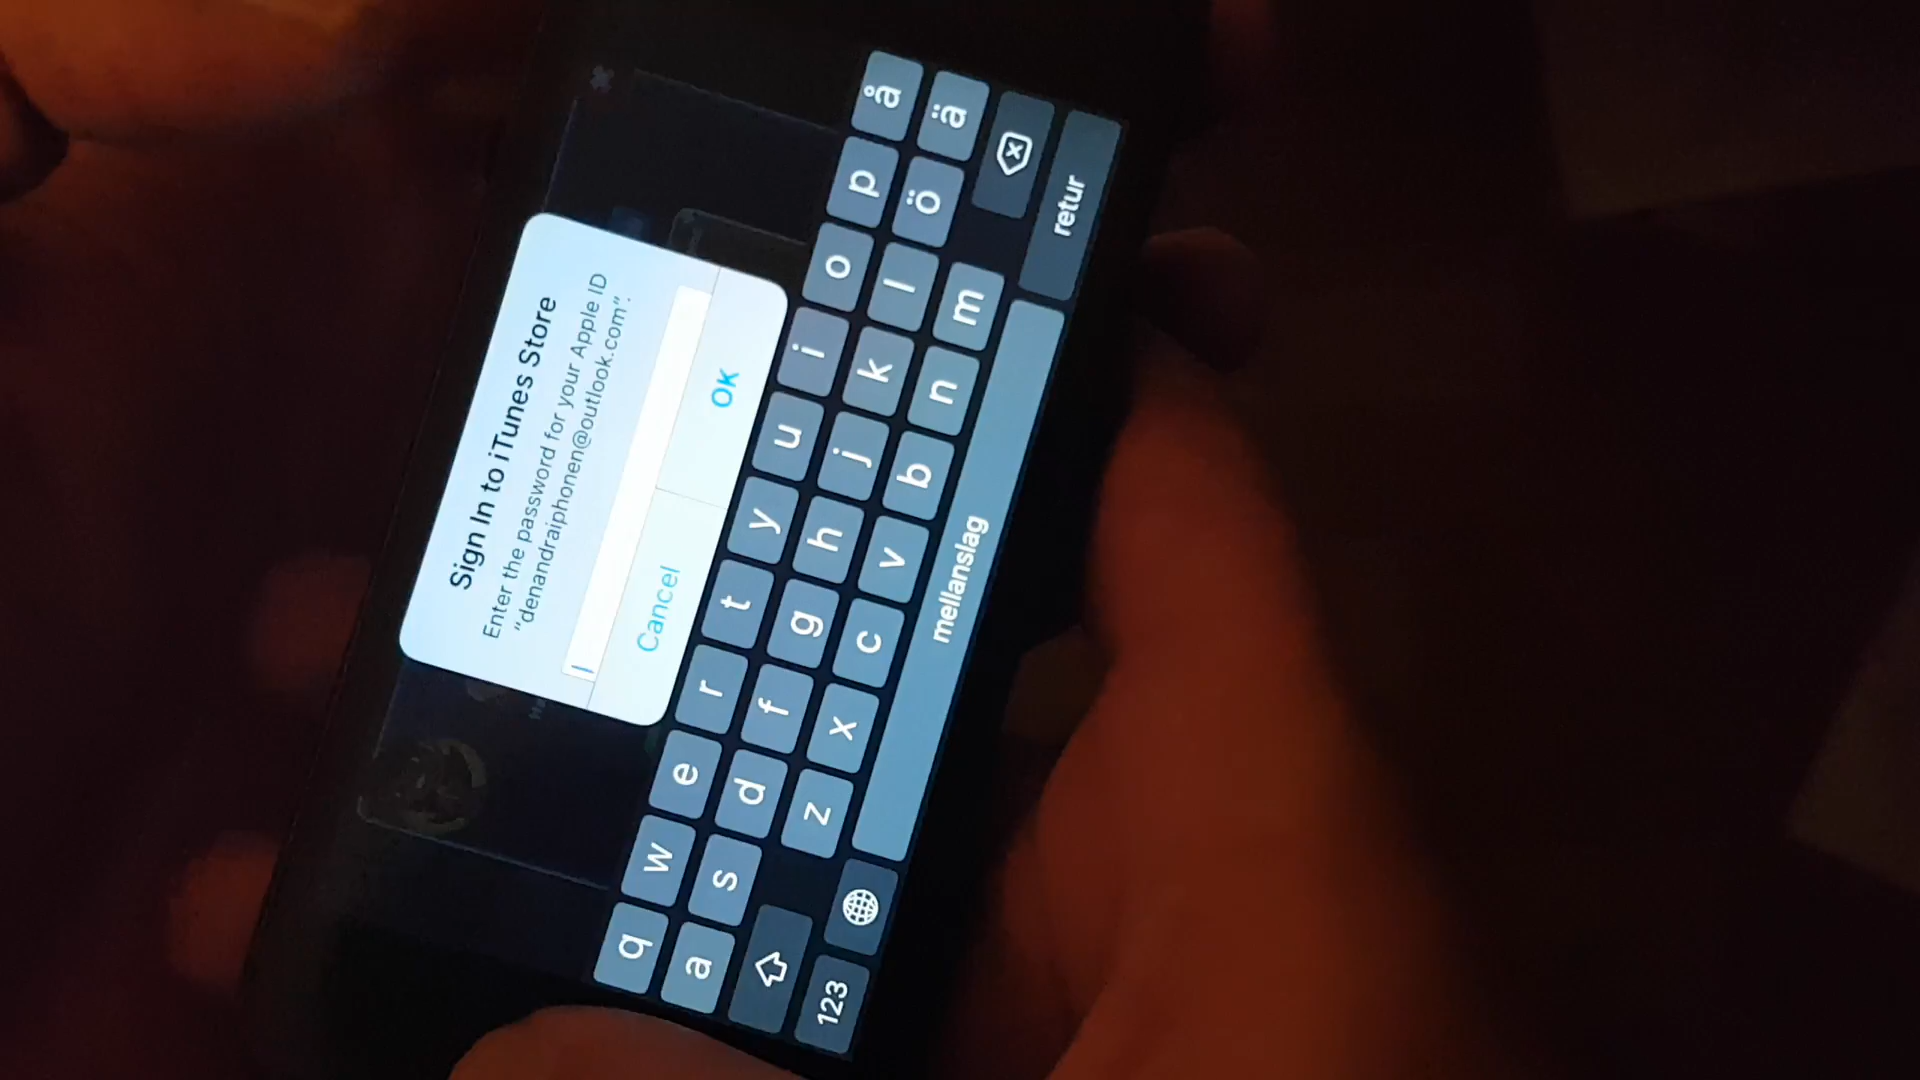 Sign In to iTunes Store
Enter the password for your Apple ID
“denandraiphonen@outlook.com”.
Cancel
OK
q w e r t y u i o p å
a s d f g h j k l ö ä
z x c v b n m
123
mellanslag
retur